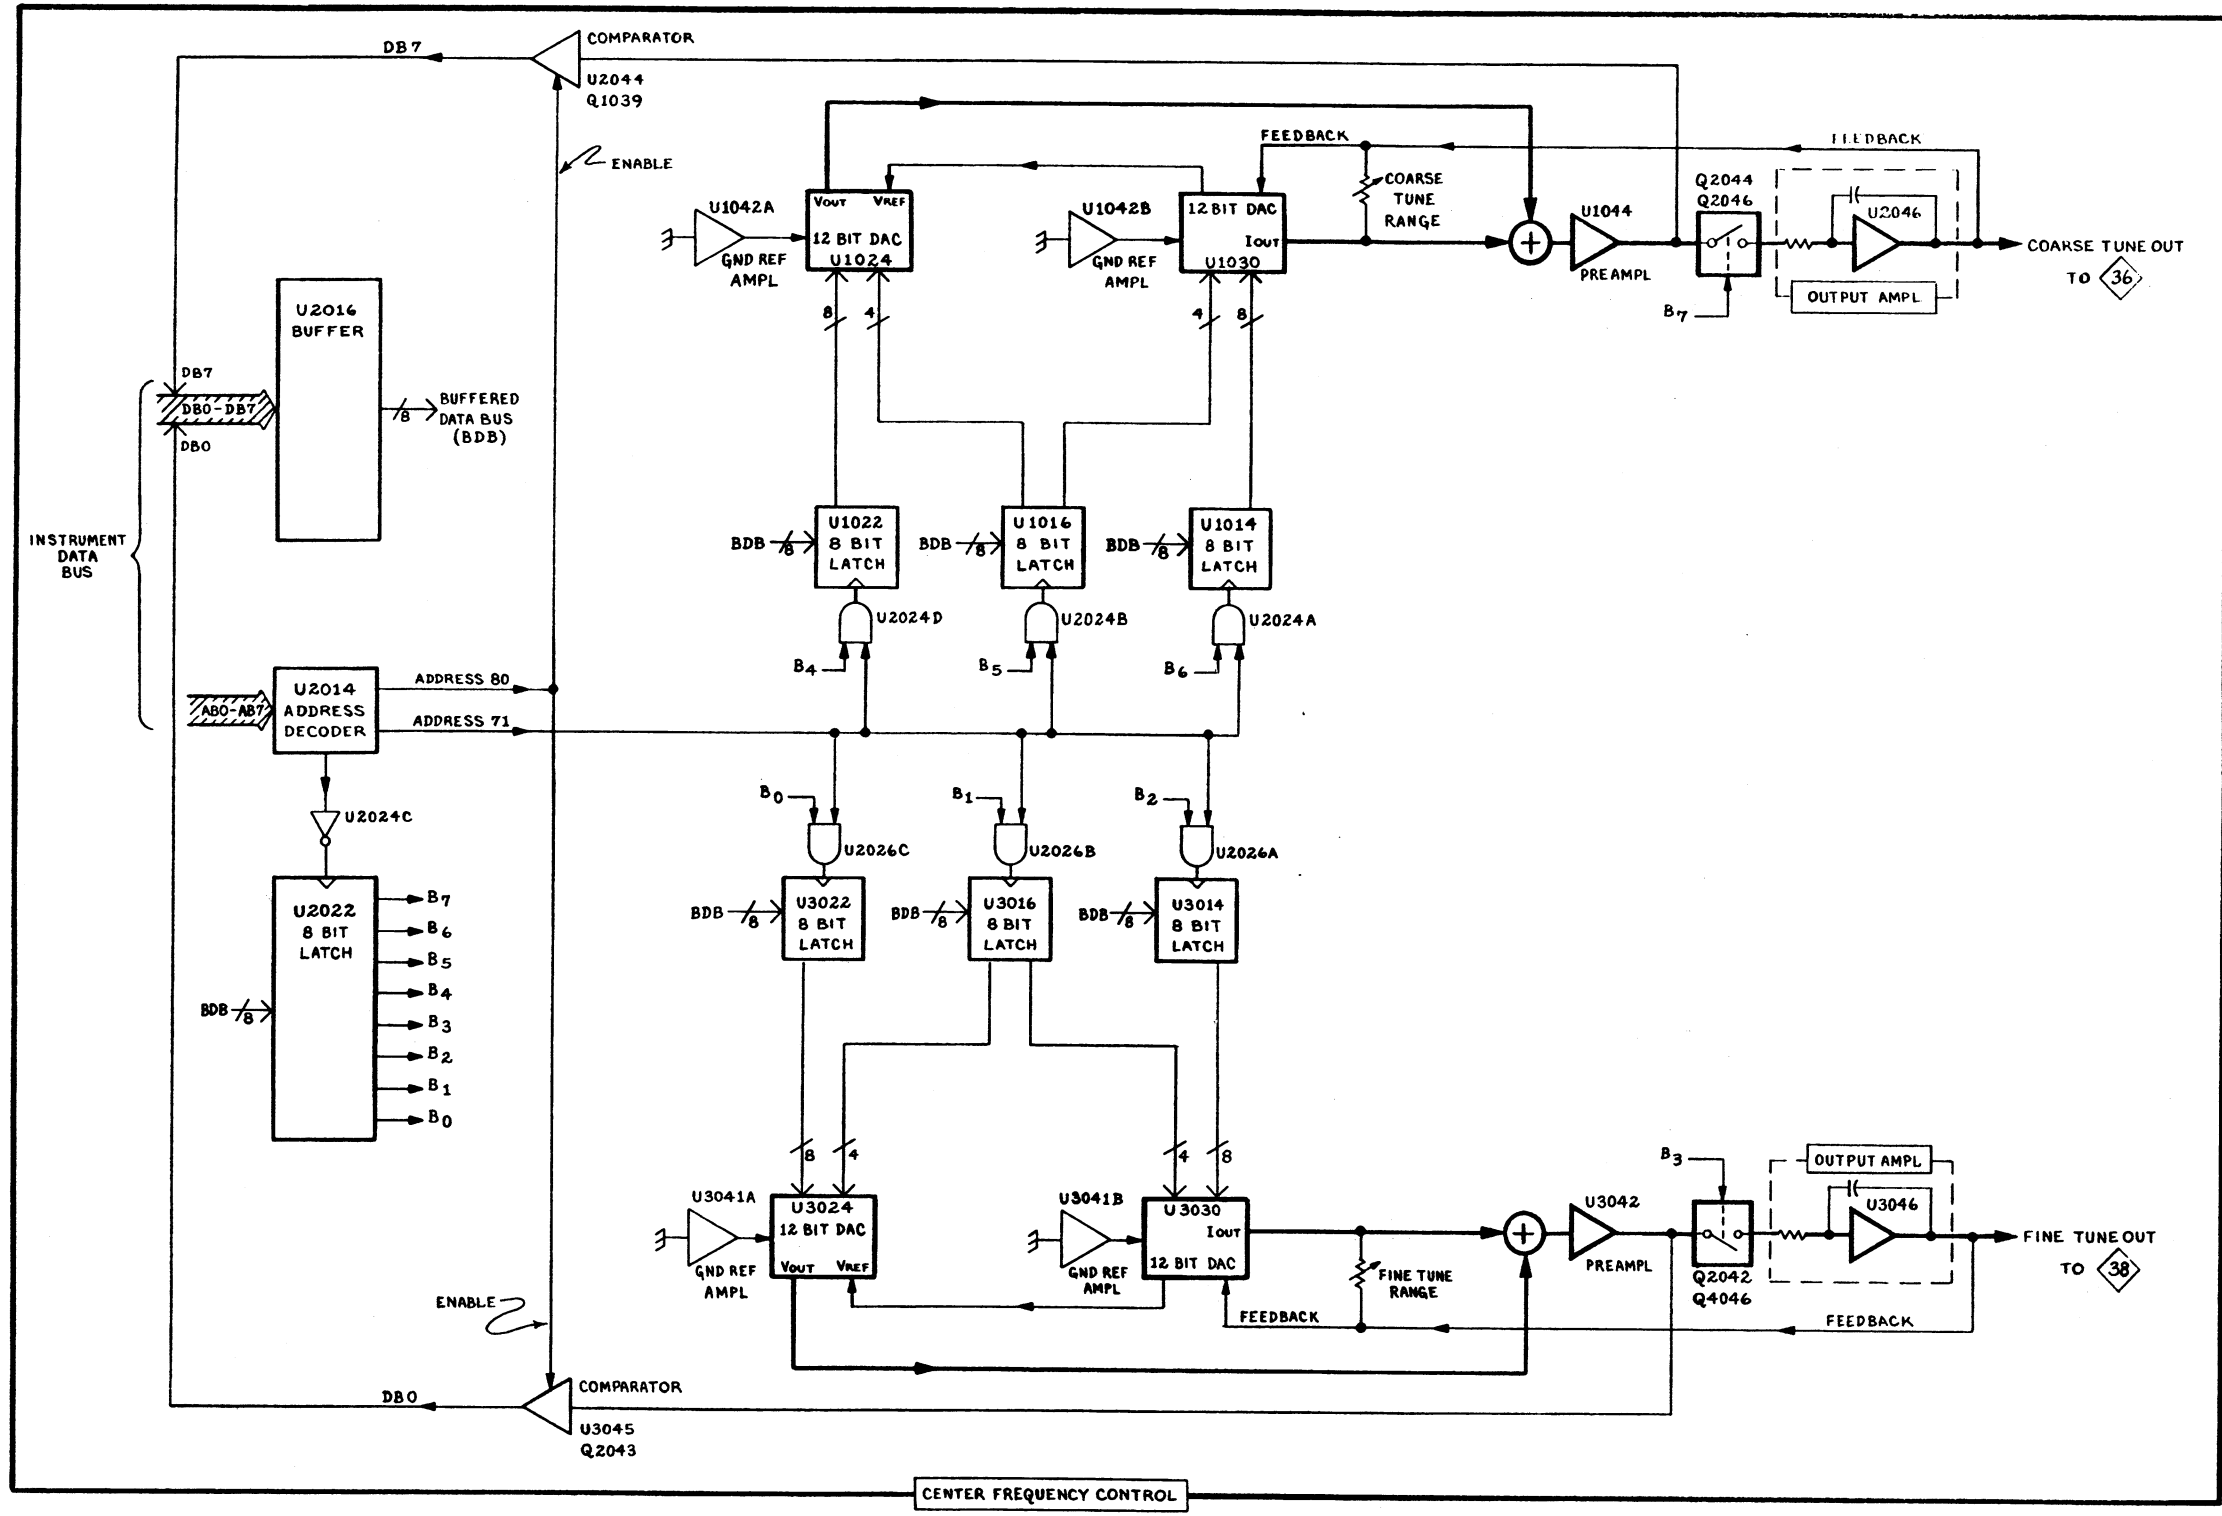 DB7
COMPARATOR
U2044
Q1039
ENABLE
FEEDBACK
FEEDBACK
COARSE
TUNE
RANGE
U1042A
GND REF
AMPL
VOUT VREF
12 BIT DAC
U1024
U1042B
GND REF
AMPL
12 BIT DAC
IOUT
U1030
+
U1044
PREAMPL
Q2044
Q2046
B7
U2046
OUTPUT AMPL
COARSE TUNE OUT
TO 36
8
4
4
8
U2016
BUFFER
DB7
DB0-DB7
DB0
8
BUFFERED
DATA BUS
(BDB)
INSTRUMENT
DATA
BUS
BDB 8
U1022
8 BIT
LATCH
BDB 8
U1016
8 BIT
LATCH
BDB 8
U1014
8 BIT
LATCH
U2024D
U2024B
U2024A
B4
B5
B6
AB0-AB7
U2014
ADDRESS
DECODER
ADDRESS 80
ADDRESS 71
U2024C
B0
B1
B2
U2026C
U2026B
U2026A
U2022
8 BIT
LATCH
BDB 8
B7
B6
B5
B4
B3
B2
B1
B0
BDB 8
U3022
8 BIT
LATCH
BDB 8
U3016
8 BIT
LATCH
BDB 8
U3014
8 BIT
LATCH
8
4
4
8
U3041A
GND REF
AMPL
U3024
12 BIT DAC
VOUT VREF
U3041B
GND REF
AMPL
U3030
IOUT
12 BIT DAC
FINE TUNE
RANGE
FEEDBACK
+
U3042
PREAMPL
B3
Q2042
Q4046
OUTPUT AMPL
U3046
FEEDBACK
FINE TUNE OUT
TO 38
ENABLE
DB0
COMPARATOR
U3045
Q2043
CENTER FREQUENCY CONTROL